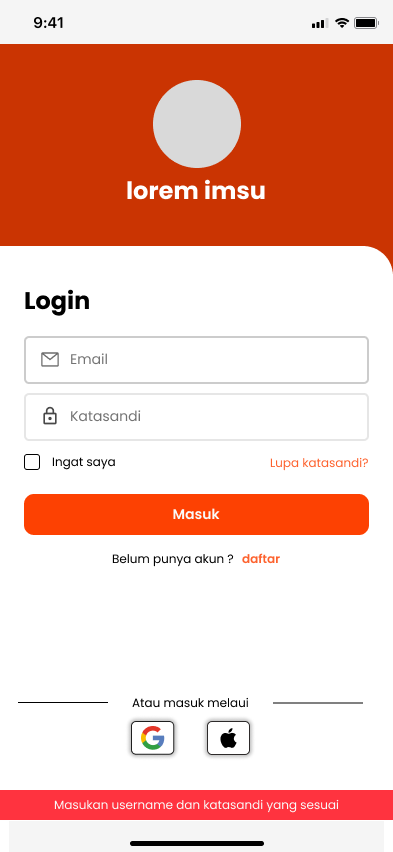 9:41
lorem imsu
Login
Email
Katasandi
Ingat saya
Lupa katasandi?
Masuk
Belum punya akun ? daftar
Atau masuk melaui
Masukan username dan katasandi yang sesuai